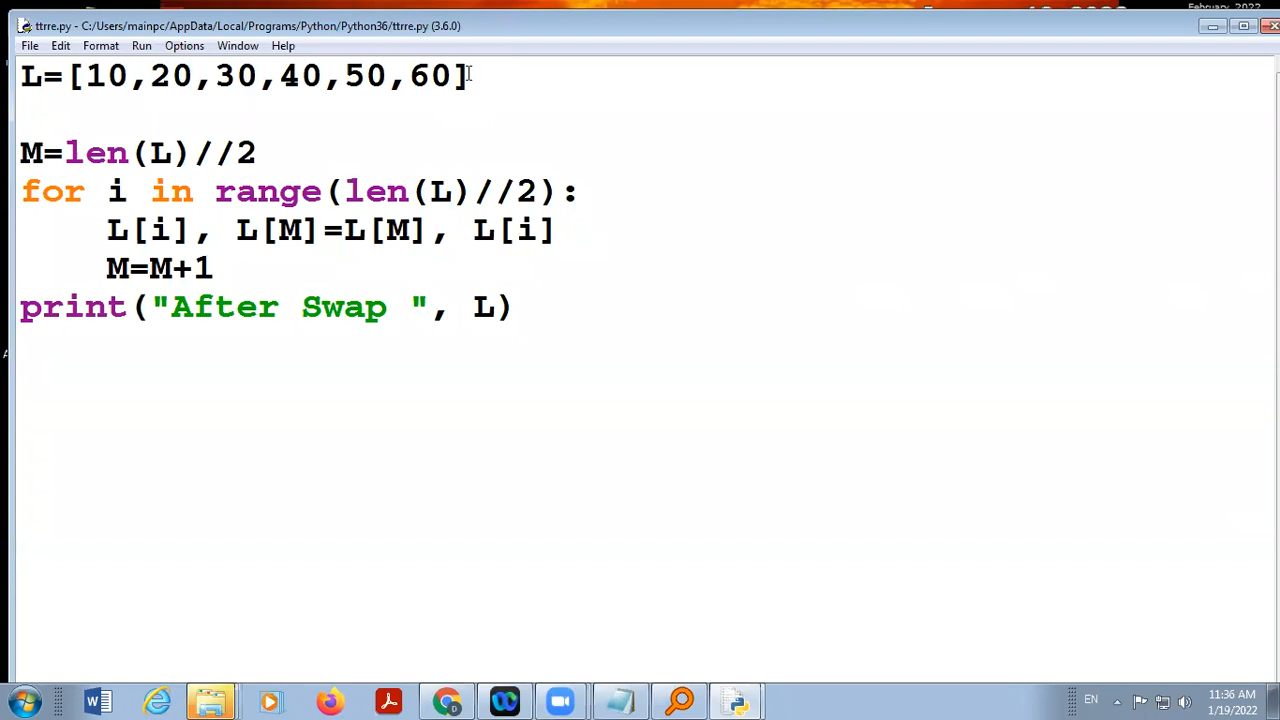 February, 2022
ttrre.py - C:/Users/mainpc/AppData/Local/Programs/Python/Python36/ttrre.py (3.6.0)
File Edit Format Run Options Window Help
L=[10,20,30,40,50,60]
M=len(L)//2
for i in range(len(L)//2):
    L[i], L[M]=L[M], L[i]
    M=M+1
print("After Swap ", L)
EN
11:36 AM
1/19/2022